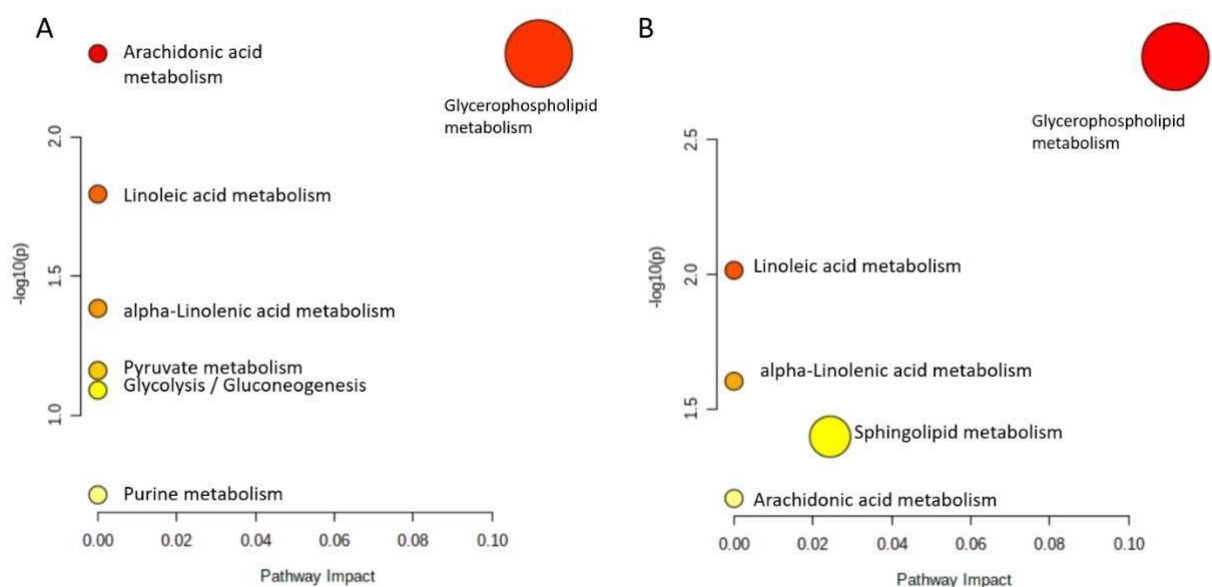 A
Arachidonic acid
metabolism
Glycerophospholipid
metabolism
2.0
Linoleic acid metabolism
-log10(p)
1.5
alpha-Linolenic acid metabolism
Pyruvate metabolism
Glycolysis / Gluconeogenesis
1.0
Purine metabolism
0.00 0.02 0.04 0.06 0.08 0.10
Pathway Impact
B
Glycerophospholipid
metabolism
2.5
Linoleic acid metabolism
2.0
-log10(p)
alpha-Linolenic acid metabolism
1.5
Sphingolipid metabolism
Arachidonic acid metabolism
0.00 0.02 0.04 0.06 0.08 0.10
Pathway Impact